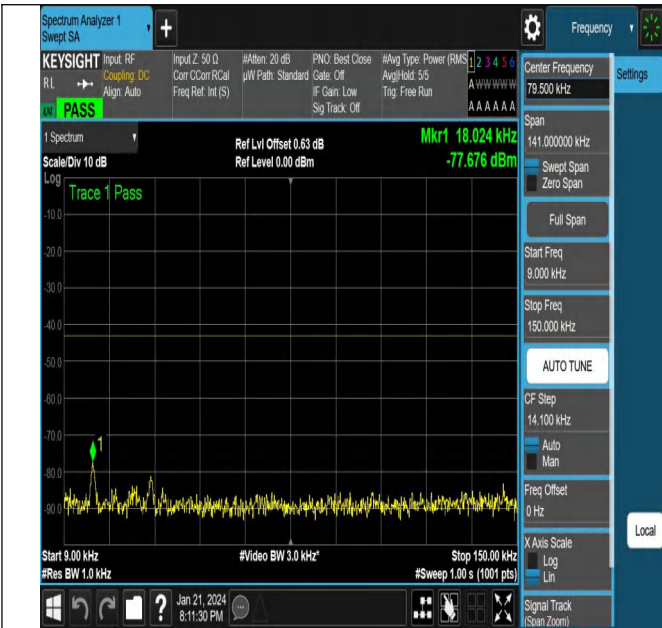 Spectrum Analyzer 1
Swept SA
Frequency
KEYSIGHT
RL
PASS
Input: RF
Coupling: DC
Align: Auto
Input Z: 50 Ω
Corr CCorr RCal
Freq Ref: Int (S)
#Atten: 20 dB
µW Path: Standard
PNO: Best Close
Gate: Off
IF Gain: Low
Sig Track: Off
#Avg Type: Power (RMS
Avg|Hold: 5/5
Trig: Free Run
1 2 3 4 5 6
A W W W W W
A A A A A A
1 Spectrum
Scale/Div 10 dB
Log
Ref Lvl Offset 0.63 dB
Ref Level 0.00 dBm
Mkr1 18.024 kHz
-77.676 dBm
Trace 1 Pass
-10.0
-20.0
-30.0
-40.0
-50.0
-60.0
-70.0
-80.0
-90.0
1
Start 9.00 kHz
#Res BW 1.0 kHz
#Video BW 3.0 kHz*
Stop 150.00 kHz
#Sweep 1.00 s (1001 pts)
Jan 21, 2024
8:11:30 PM
?
Center Frequency
79.500 kHz
Settings
Span
141.000000 kHz
Swept Span
Zero Span
Full Span
Start Freq
9.000 kHz
Stop Freq
150.000 kHz
AUTO TUNE
CF Step
14.100 kHz
Auto
Man
Freq Offset
0 Hz
Local
X Axis Scale
Log
Lin
Signal Track
(Span Zoom)